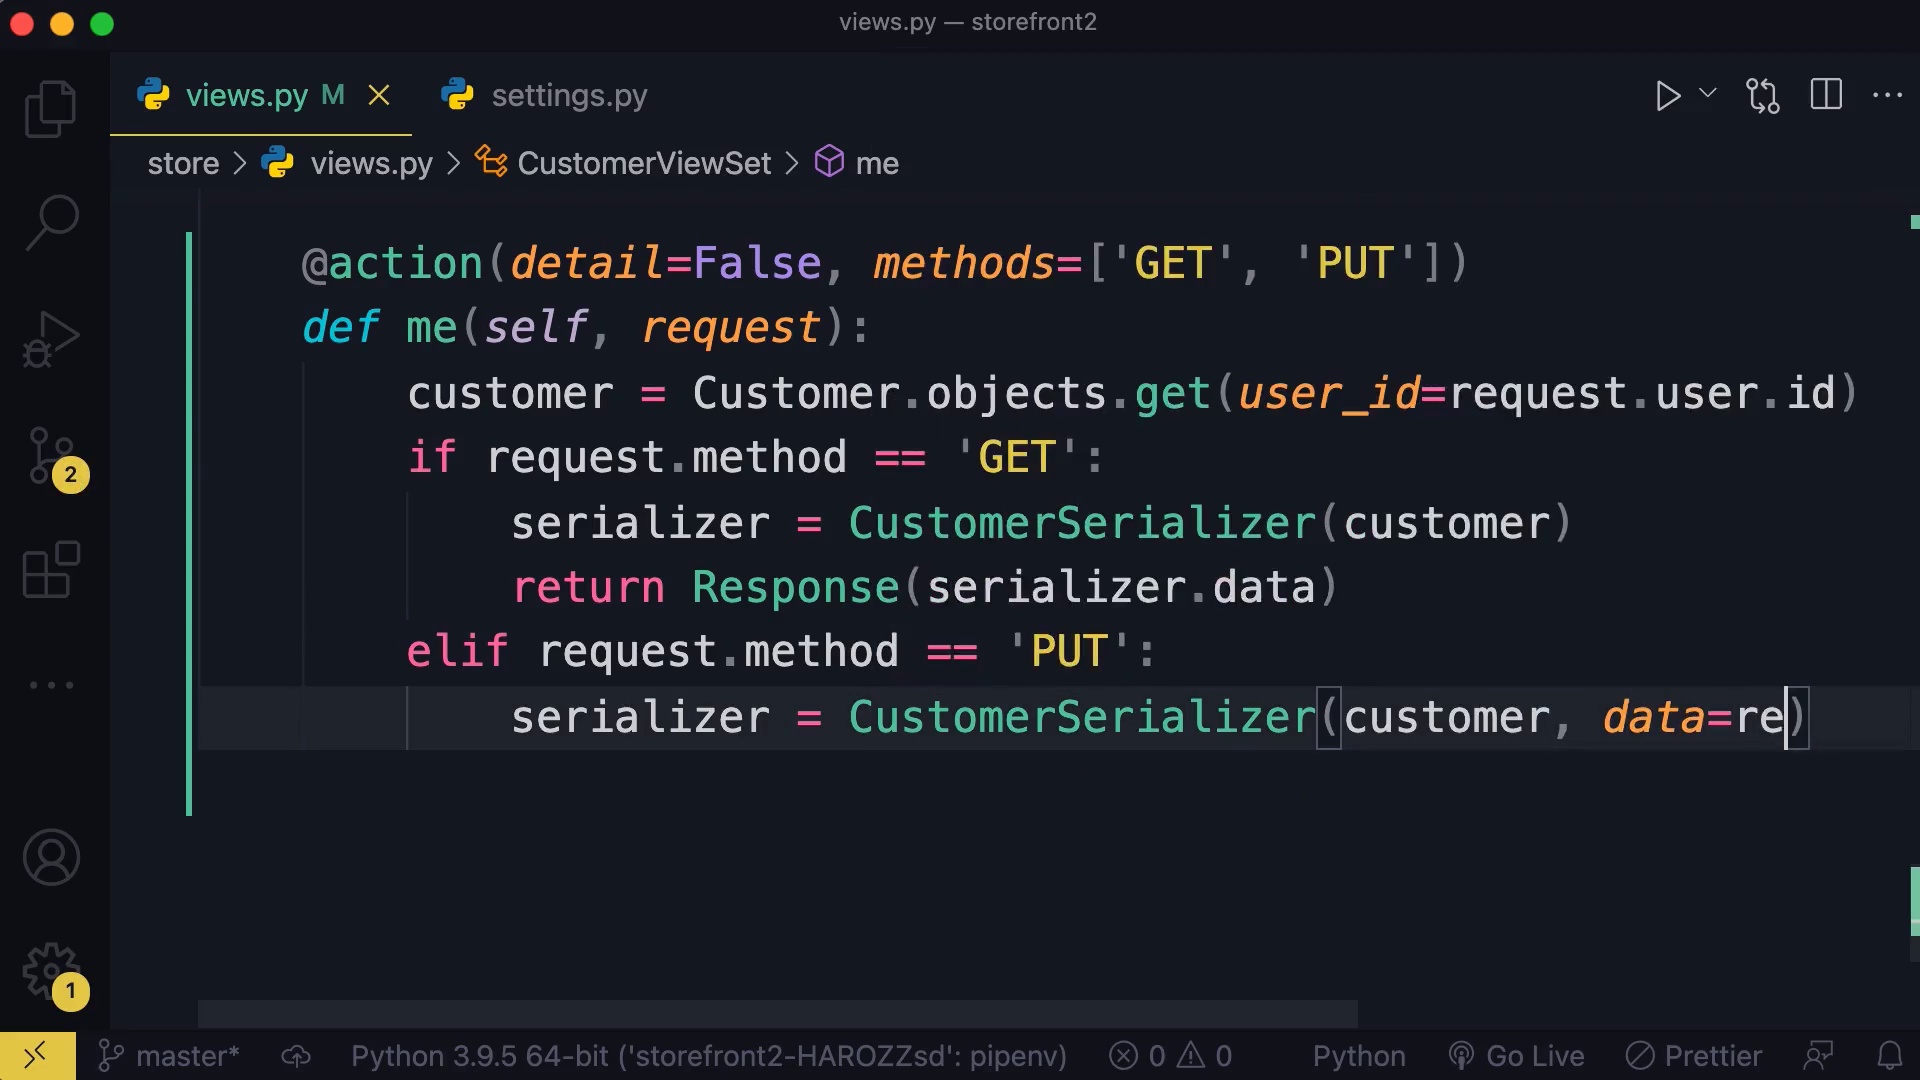 views.py — storefront2
views.py M settings.py
store > views.py > CustomerViewSet > me
@action(detail=False, methods=['GET', 'PUT'])
def me(self, request):
customer = Customer.objects.get(user_id=request.user.id)
if request.method == 'GET':
serializer = CustomerSerializer(customer)
return Response(serializer.data)
elif request.method == 'PUT':
serializer = CustomerSerializer(customer, data=re)
2
1
master* Python 3.9.5 64-bit ('storefront2-HAROZZsd': pipenv) 0 0 Python Go Live Prettier